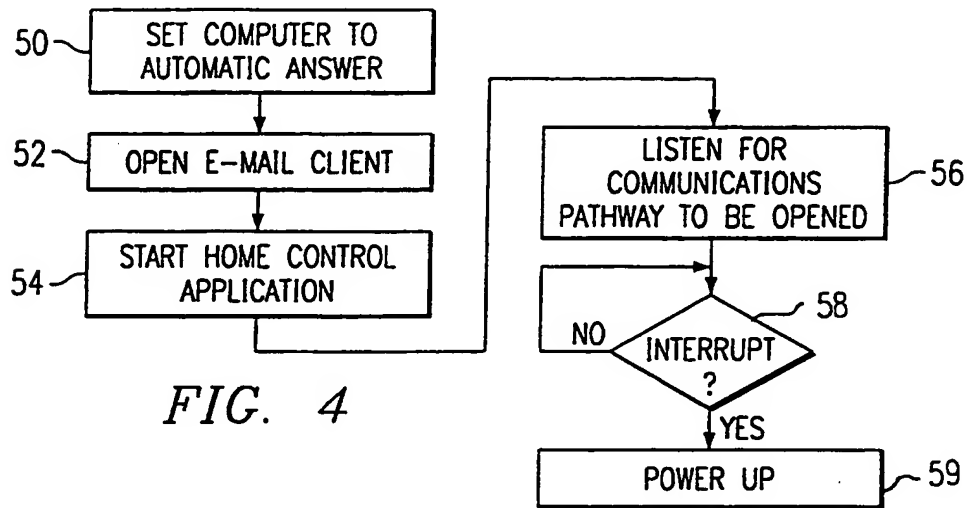 50
SET COMPUTER TO
AUTOMATIC ANSWER
52
OPEN E-MAIL CLIENT
54
START HOME CONTROL
APPLICATION
LISTEN FOR
COMMUNICATIONS
PATHWAY TO BE OPENED
56
58
NO
INTERRUPT
?
YES
POWER UP
59
FIG. 4